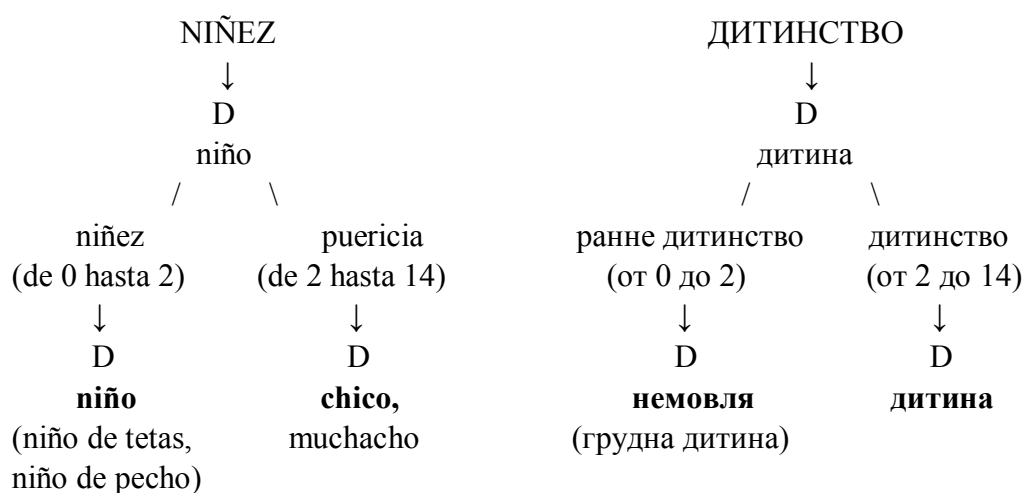 NIÑEZ ДИТИНСТВО
↓ ↓
D D
niño дитина
/ \ / \
niñez puericia ранне дитинство дитинство
(de 0 hasta 2) (de 2 hasta 14) (от 0 до 2) (от 2 до 14)
↓ ↓ ↓ ↓
D D D D
niño chico, немовля дитина
(niño de tetas, muchacho (грудна дитина)
niño de pecho)